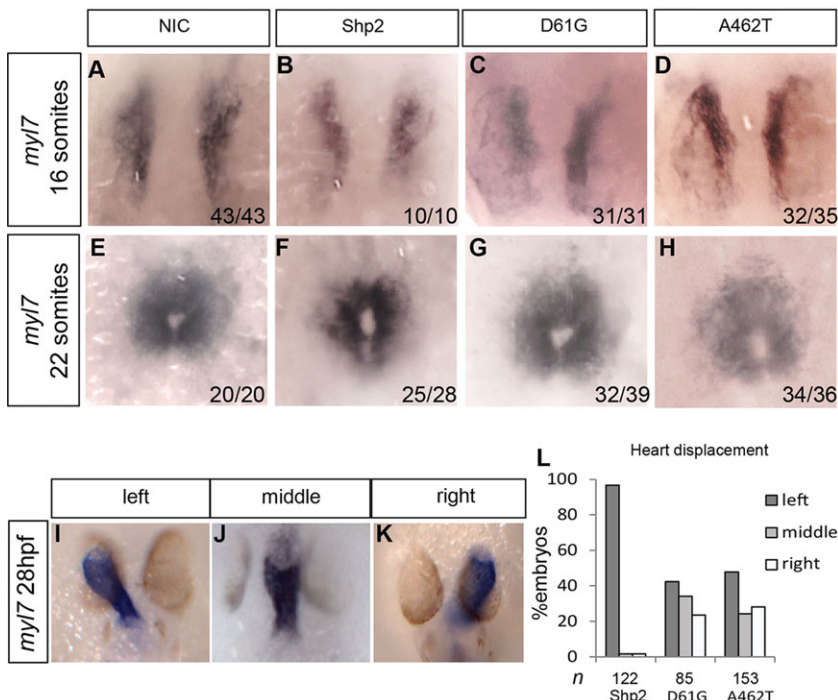 NIC Shp2 D61G A462T
myl7
16 somites
A B C D
43/43 10/10 31/31 32/35
myl7
22 somites
E F G H
20/20 25/28 32/39 34/36
left middle right
myl7 28hpf
I J K
L
Heart displacement
%embryos
100
80
60
40
20
0
left
middle
right
n 122 85 153
Shp2 D61G A462T